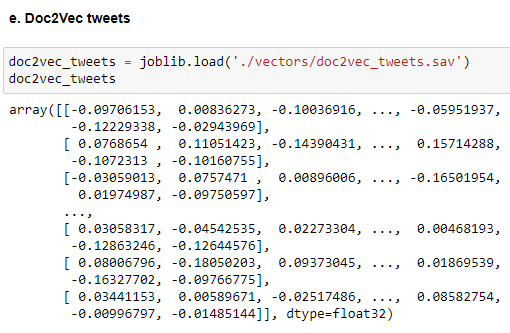 e. Doc2Vec tweets
doc2vec_tweets = joblib.load('./vectors/doc2vec_tweets.sav')
doc2vec_tweets
array([[-0.09706153,  0.00836273, -0.10036916, ..., -0.05951937,
        -0.12229338, -0.02943969],
       [ 0.0768654 ,  0.11051423, -0.14390431, ...,  0.15714288,
        -0.1072313 , -0.10160755],
       [-0.03059013,  0.0757471 ,  0.00896006, ..., -0.16501954,
         0.01974987, -0.09750597],
       ...,
       [ 0.03058317, -0.04542535,  0.02273304, ...,  0.00468193,
        -0.12863246, -0.12644576],
       [ 0.08006796, -0.18050203,  0.09373045, ...,  0.01869539,
        -0.16327702, -0.09766775],
       [ 0.03441153,  0.00589671, -0.02517486, ...,  0.08582754,
        -0.00996797, -0.01485144]], dtype=float32)